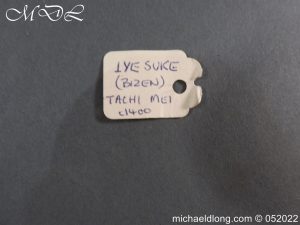 MDL
IYE SUKE
(BIZEN)
TACHI MEI
c1400
michaeldlong.com © 052022